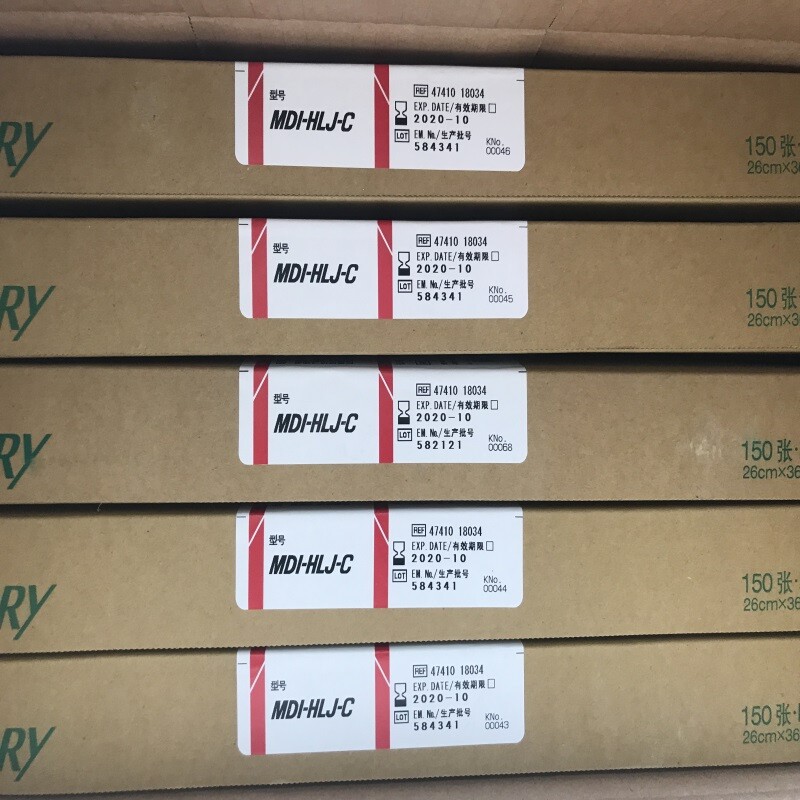 RY
型号
MDI-HLJ-C
REF 47410 18034
EXP. DATE/有效期限
2020-10
LOT EM. No./生产批号
584341
KNo.
00046
150 张·
26cm×36
RY
型号
MDI-HLJ-C
REF 47410 18034
EXP. DATE/有效期限
2020-10
LOT EM. No./生产批号
584341
KNo.
00045
150 张·
26cm×36
RY
型号
MDI-HLJ-C
REF 47410 18034
EXP. DATE/有效期限
2020-10
LOT EM. No./生产批号
582121
KNo.
00068
150 张·
26cm×36
RY
型号
MDI-HLJ-C
REF 47410 18034
EXP. DATE/有效期限
2020-10
LOT EM. No./生产批号
584341
KNo.
00044
150 张·
26cm×36
RY
型号
MDI-HLJ-C
REF 47410 18034
EXP. DATE/有效期限
2020-10
LOT EM. No./生产批号
584341
KNo.
00043
150 张·
26cm×36